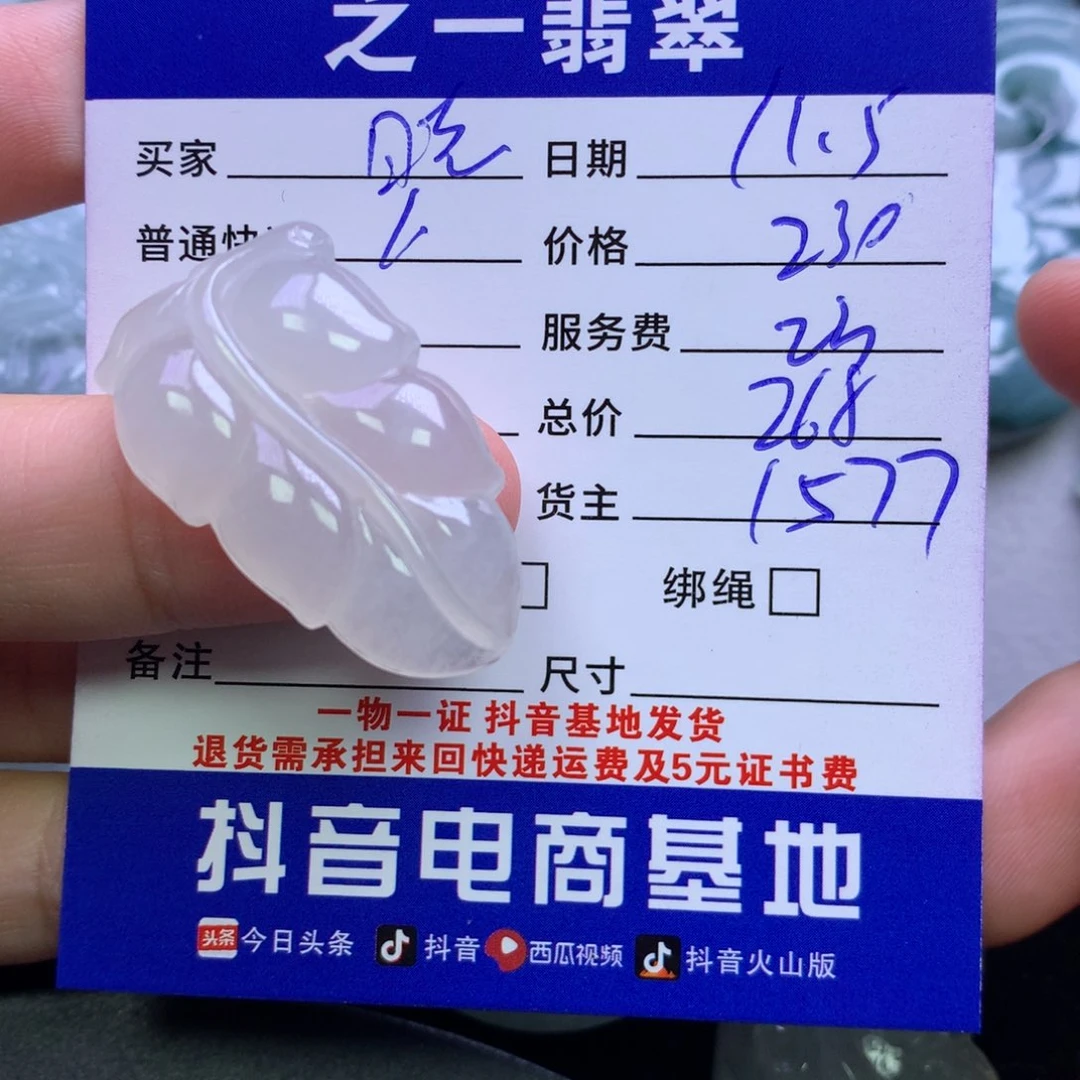 之一翡翠
买家 晓 日期 11.5
普通快 价格 230
服务费
总价 268
货主 1577
绑绳
备注 尺寸
一物一证 抖音基地发货
退货需承担来回快递运费及5元证书费
抖音电商基地
头条 今日头条 抖音 西瓜视频 抖音火山版